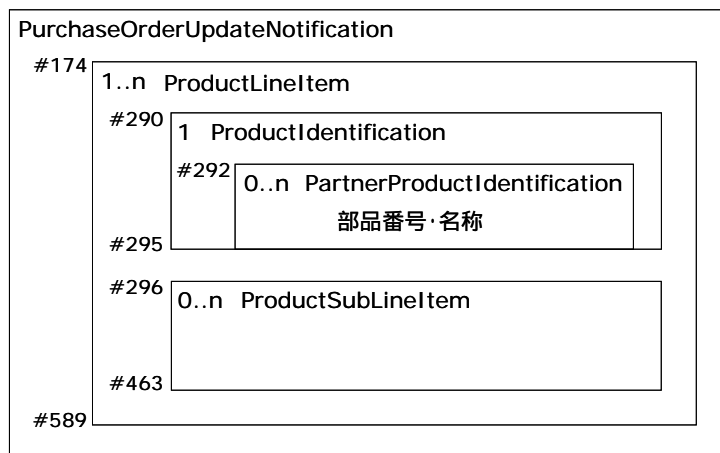 PurchaseOrderUpdateNotification
#174
1..n ProductLineItem
#290
1 ProductIdentification
#292
0..n PartnerProductIdentification
部品番号・名称
#295
#296
0..n ProductSubLineItem
#463
#589